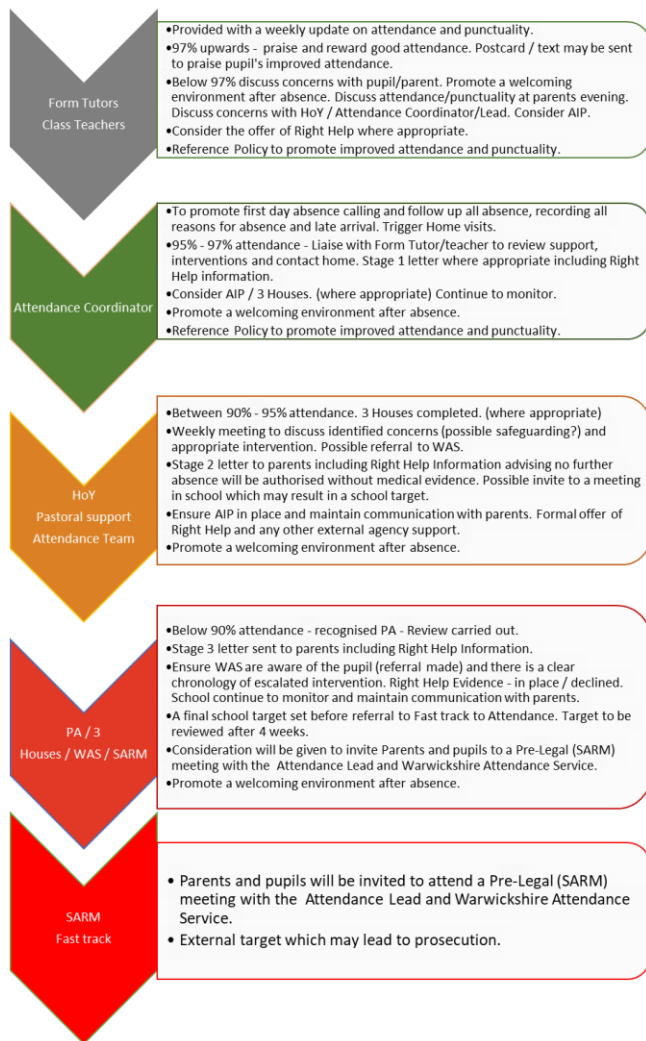 Form Tutors
Class Teachers
•Provided with a weekly update on attendance and punctuality.
•97% upwards - praise and reward good attendance. Postcard / text may be sent
to praise pupil's improved attendance.
•Below 97% discuss concerns with pupil/parent. Promote a welcoming
environment after absence. Discuss attendance/punctuality at parents evening.
Discuss concerns with HoY / Attendance Coordinator/Lead. Consider AIP.
•Consider the offer of Right Help where appropriate.
•Reference Policy to promote improved attendance and punctuality.
Attendance Coordinator
•To promote first day absence calling and follow up all absence, recording all
reasons for absence and late arrival. Trigger Home visits.
•95% - 97% attendance - Liaise with Form Tutor/teacher to review support,
interventions and contact home. Stage 1 letter where appropriate including Right
Help information.
•Consider AIP / 3 Houses. (where appropriate) Continue to monitor.
•Promote a welcoming environment after absence.
•Reference Policy to promote improved attendance and punctuality.
HoY
Pastoral support
Attendance Team
•Between 90% - 95% attendance. 3 Houses completed. (where appropriate)
•Weekly meeting to discuss identified concerns (possible safeguarding?) and
appropriate intervention. Possible referral to WAS.
•Stage 2 letter to parents including Right Help Information advising no further
absence will be authorised without medical evidence. Possible invite to a meeting
in school which may result in a school target.
•Ensure AIP in place and maintain communication with parents. Formal offer of
Right Help and any other external agency support.
•Promote a welcoming environment after absence.
PA / 3
Houses / WAS / SARM
•Below 90% attendance - recognised PA - Review carried out.
•Stage 3 letter sent to parents including Right Help Information.
•Ensure WAS are aware of the pupil (referral made) and there is a clear
chronology of escalated intervention. Right Help Evidence - in place / declined.
School continue to monitor and maintain communication with parents.
•A final school target set before referral to Fast track to Attendance. Target to be
reviewed after 4 weeks.
•Consideration will be given to invite Parents and pupils to a Pre-Legal (SARM)
meeting with the Attendance Lead and Warwickshire Attendance Service.
•Promote a welcoming environment after absence.
SARM
Fast track
• Parents and pupils will be invited to attend a Pre-Legal (SARM)
meeting with the Attendance Lead and Warwickshire Attendance
Service.
• External target which may lead to prosecution.